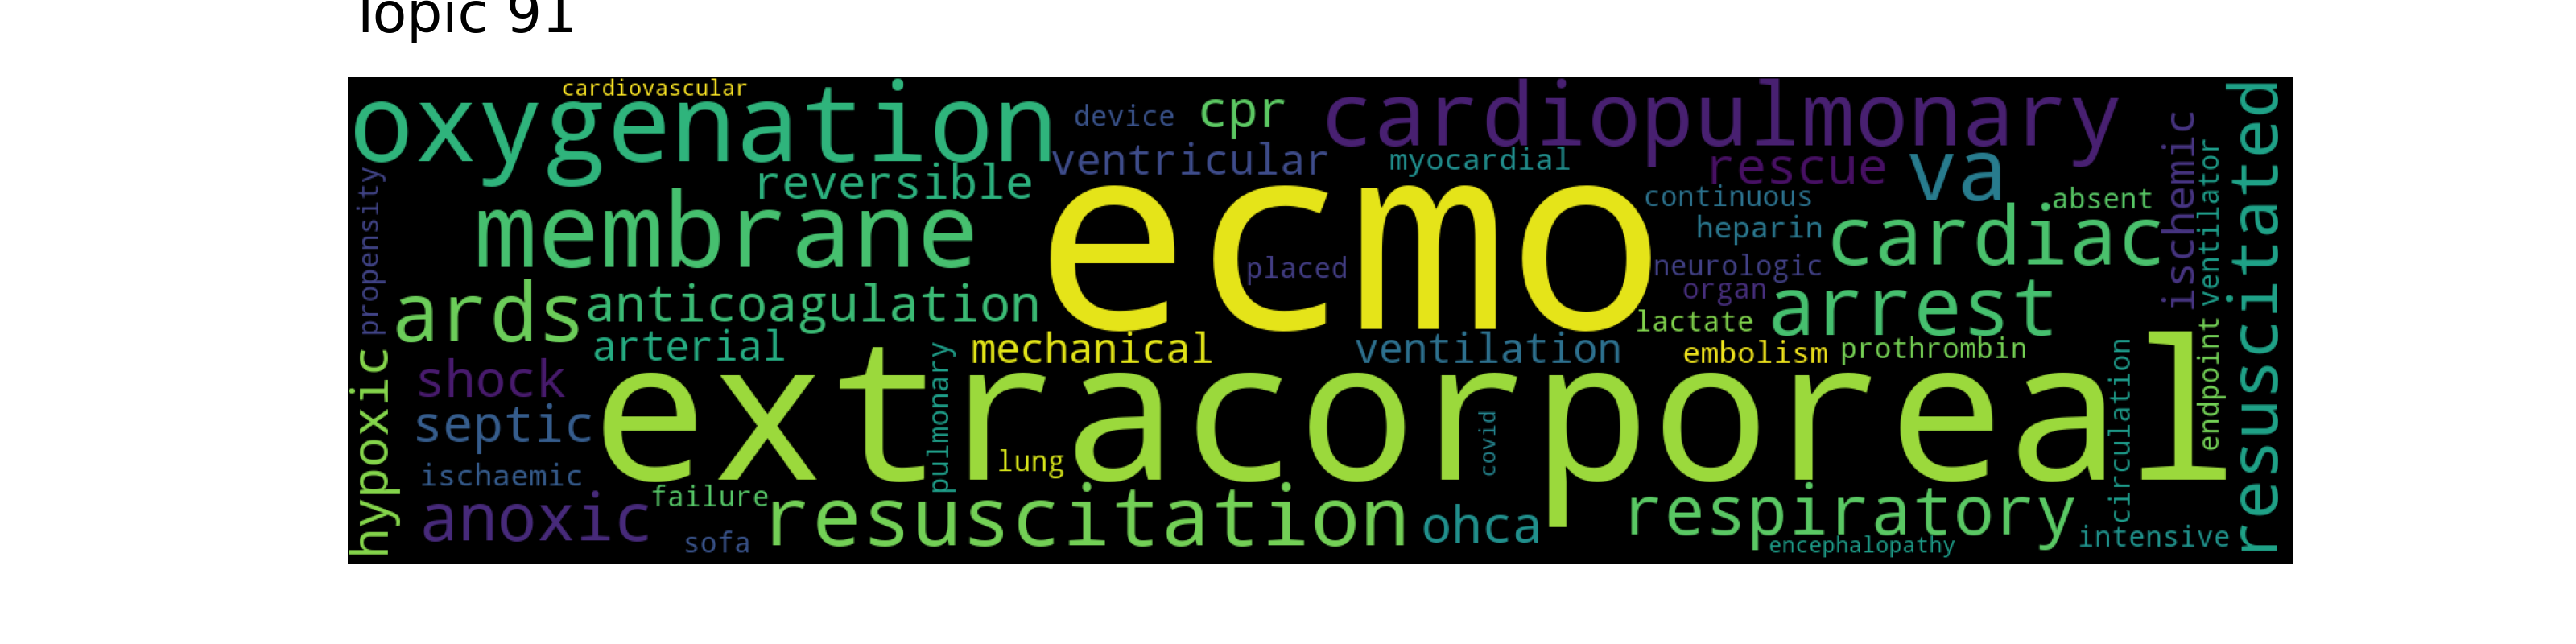 Topic 91
cardiovascular
oxygenation
device
cpr
cardiopulmonary
ventricular
myocardial
rescue
va
ischemic
ventilator
resuscitated
propensity
reversible
membrane
ecmo
placed
continuous
absent
heparin
cardiac
neurologic
organ
ards
anticoagulation
lactate
arrest
arterial
mechanical
ventilation
embolism
prothrombin
hypoxic
shock
septic
extracorporeal
pulmonary
lung
covid
circulation
endpoint
ischaemic
anoxic
failure
sofa
resuscitation
ohca
respiratory
encephalopathy
intensive